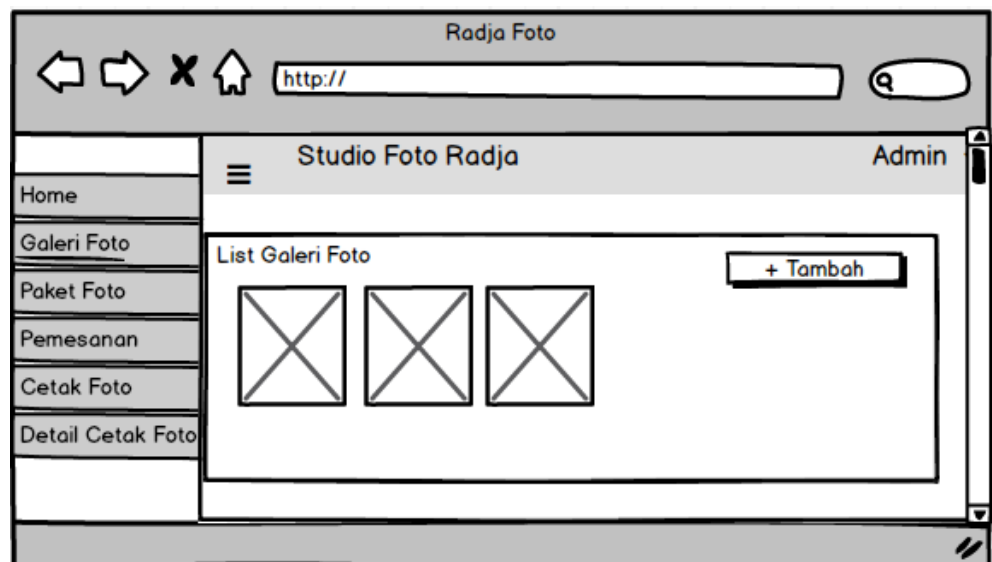 Radja Foto
http://
Studio Foto Radja
Admin
Home
Galeri Foto
Paket Foto
Pemesanan
Cetak Foto
Detail Cetak Foto
List Galeri Foto
+ Tambah